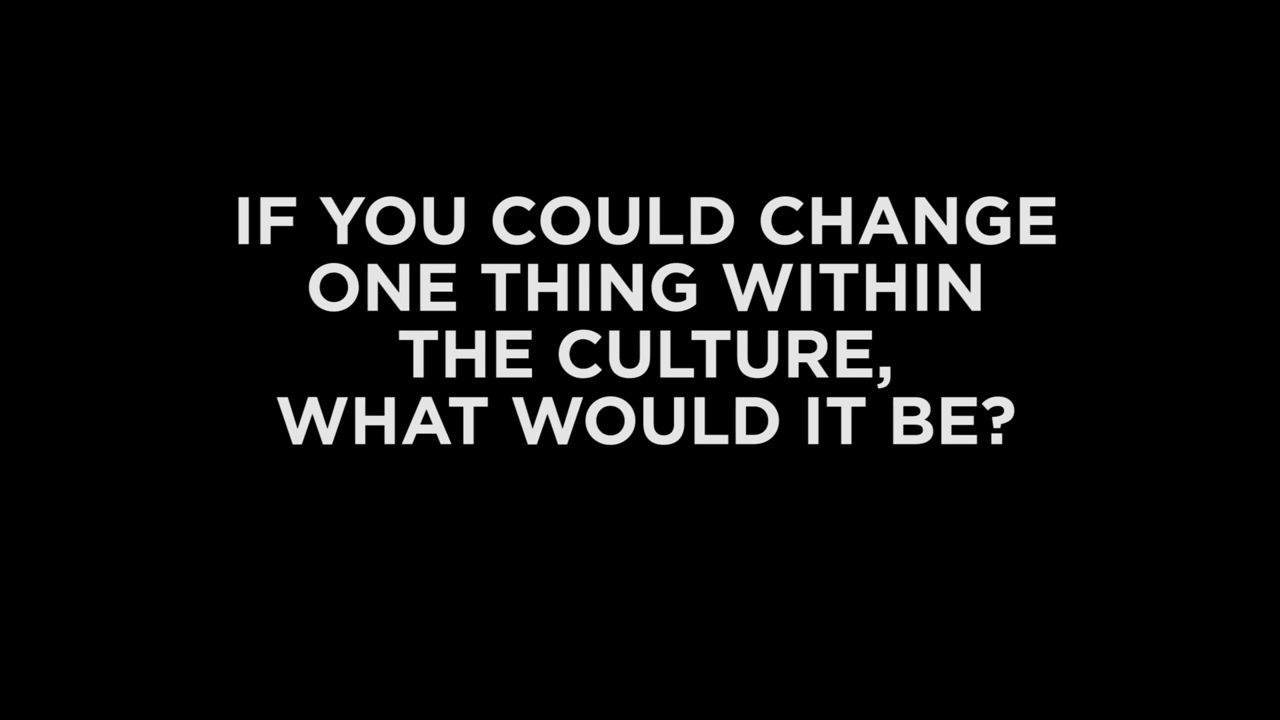 IF YOU COULD CHANGE
ONE THING WITHIN
THE CULTURE,
WHAT WOULD IT BE?